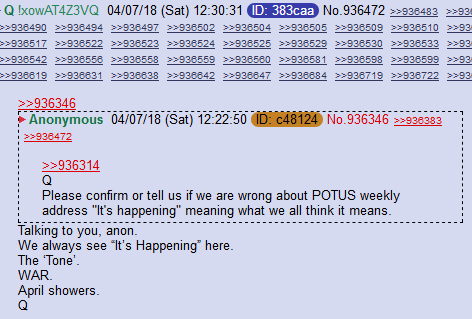 Q !xowAT4Z3VQ 04/07/18 (Sat) 12:30:31 ID: 383caa No.936472 >>936483 >>
>>936490 >>936494 >>936497 >>936502 >>936504 >>936505 >>936509 >>936510 >>
>>936517 >>936522 >>936523 >>936524 >>936525 >>936529 >>936530 >>936533 >>
>>936542 >>936556 >>936558 >>936559 >>936560 >>936581 >>936598 >>936599 >>
>>936619 >>936631 >>936638 >>936642 >>936647 >>936684 >>936719 >>936722 >>
>>936346
Anonymous 04/07/18 (Sat) 12:22:50 ID: c48124 No.936346 >>936383
>>936472
>>936314
Q
Please confirm or tell us if we are wrong about POTUS weekly
address "It's happening" meaning what we all think it means.
Talking to you, anon.
We always see “It’s Happening” here.
The ‘Tone’.
WAR.
April showers.
Q